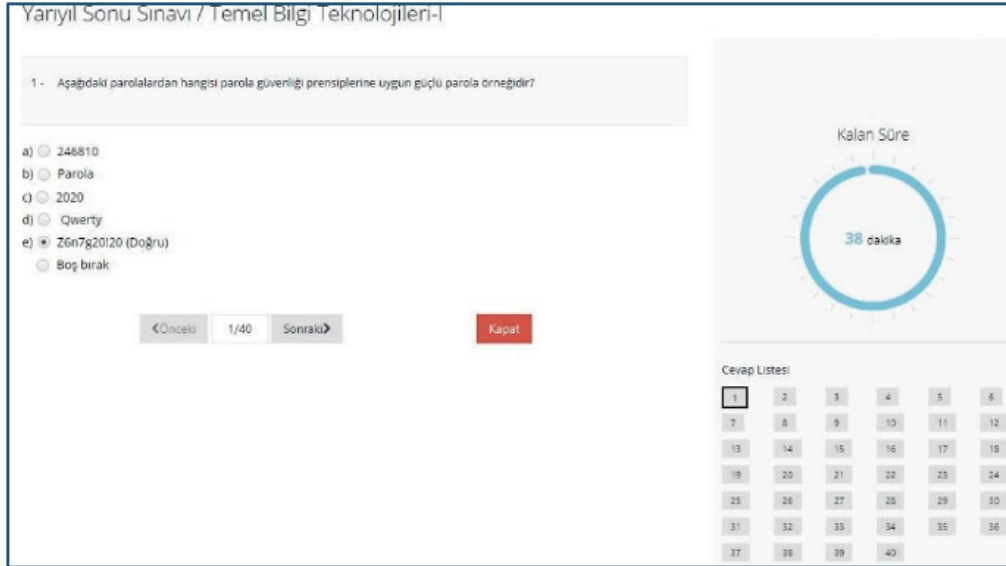 Yarıyıl Sonu Sınavı / Temel Bilgi Teknolojileri-I
1 - Aşağıdaki parolalardan hangisi parola güvenliği prensiplerine uygun güçlü parola örneğidir?
a) 246810
b) Parola
c) 2020
d) Qwerty
e) Z6n7g20!20 (Doğru)
Boş bırak
Önceki 1/40 Sonraki
Kapat
Kalan Süre
38 dakika
Cevap Listesi
1 2 3 4 5 6
7 8 9 10 11 12
13 14 15 16 17 18
19 20 21 22 23 24
25 26 27 28 29 30
31 32 33 34 35 36
37 38 39 40